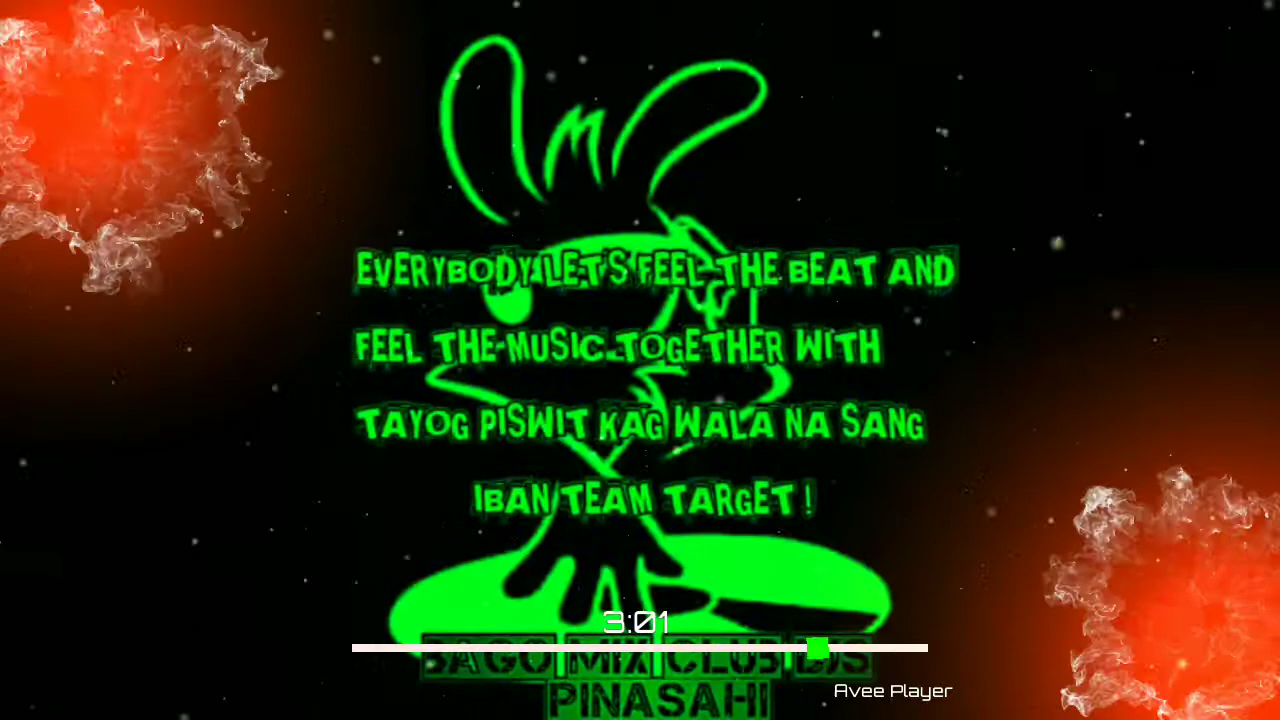 EVERYBODY LET'S FEEL THE BEAT AND
FEEL THE MUSIC TOGETHER WITH
TAYOG PISWIT KAG WALA NA SANG
IBAN TEAM TARGET !
3:01
BAGO MIX CLUB DJS
PINASAHI
Avee Player